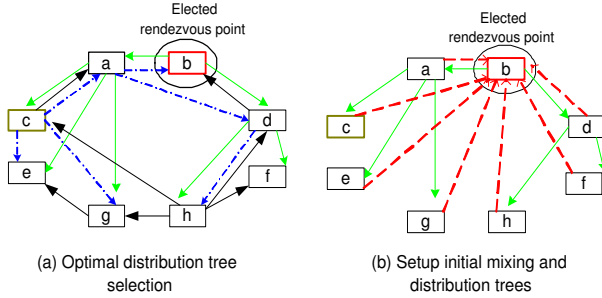 Elected
rendezvous point
a
b
c
d
e
f
g
h
(a) Optimal distribution tree
selection
Elected
rendezvous point
a
b
c
d
e
f
g
h
(b) Setup initial mixing and
distribution trees